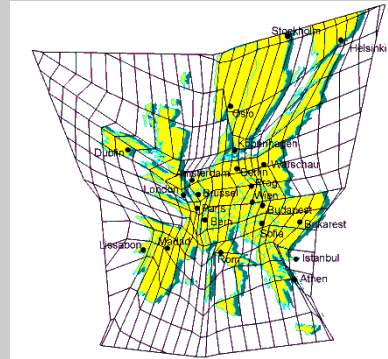 Stockholm
Helsinki
Oslo
Kopenhagen
Dublin
Warschau
Amsterdam
Berlin
Prag
London
Brüssel
Wien
Paris
Budapest
Bern
Bukarest
Sofia
Lissabon
Madrid
Rom
Istanbul
Athen